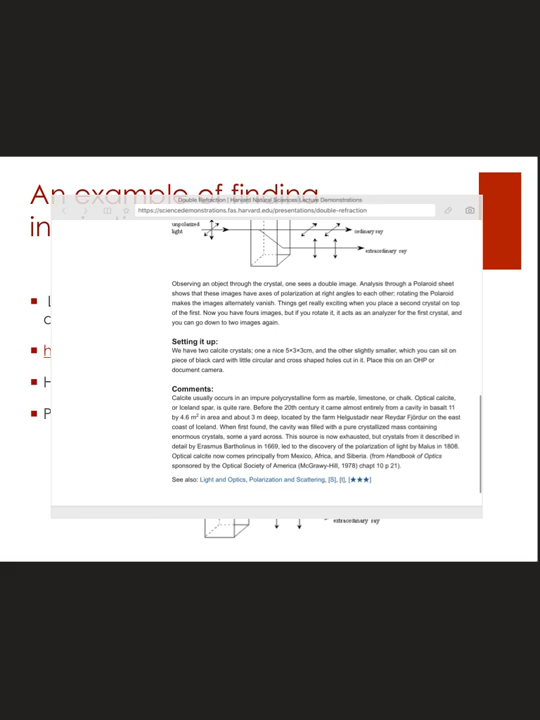 An example of finding
in
Double Refraction | Harvard Natural Sciences Lecture Demonstrations
https://sciencedemonstrations.fas.harvard.edu/presentations/double-refraction
unpolarized
light
ordinary ray
extraordinary ray
Observing an object through the crystal, one sees a double image. Analysis through a Polaroid sheet
shows that these images have axes of polarization at right angles to each other; rotating the Polaroid
makes the images alternately vanish. Things get really exciting when you place a second crystal on top
of the first. Now you have fours images, but if you rotate it, it acts as an analyzer for the first crystal, and
you can go down to two images again.
Setting it up:
We have two calcite crystals; one a nice 5×3×3cm, and the other slightly smaller, which you can sit on
piece of black card with little circular and cross shaped holes cut in it. Place this on an OHP or
document camera.
Comments:
Calcite usually occurs in an impure polycrystalline form as marble, limestone, or chalk. Optical calcite,
or Iceland spar, is quite rare. Before the 20th century it came almost entirely from a cavity in basalt 11
by 4.6 m² in area and about 3 m deep, located by the farm Helgustadir near Reydar Fjördur on the east
coast of Iceland. When first found, the cavity was filled with a pure crystallized mass containing
enormous crystals, some a yard across. This source is now exhausted, but crystals from it described in
detail by Erasmus Bartholinus in 1669, led to the discovery of the polarization of light by Malus in 1808.
Optical calcite now comes principally from Mexico, Africa, and Siberia. (from Handbook of Optics
sponsored by the Optical Society of America (McGrawy-Hill, 1978) chapt 10 p 21).
See also: Light and Optics, Polarization and Scattering, [S], [t], [★★★]
h
H
P
extraordinary ray